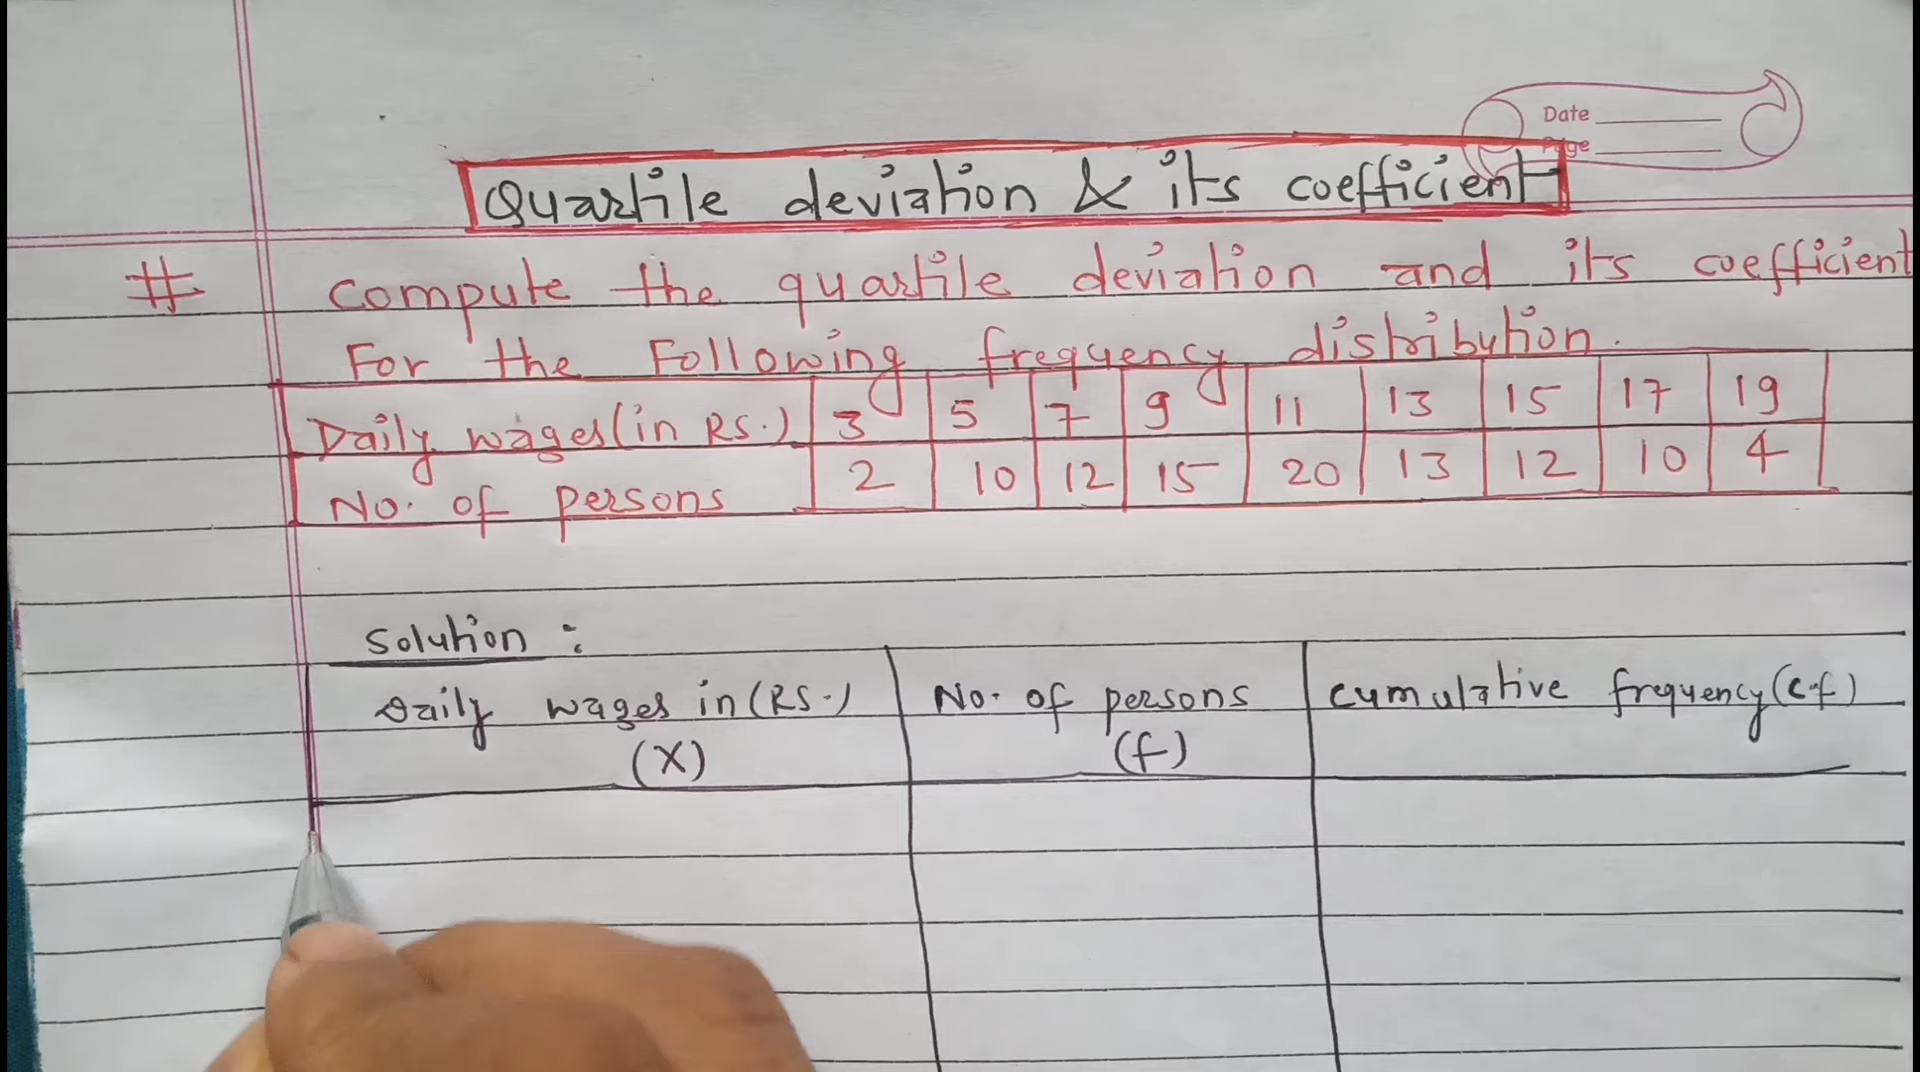 Date
Page
Quartile deviation & its coefficient
# compute the quartile deviation and its coefficient
For the Following frequency distribution.
Daily wages (in RS.) 3 5 7 9 11 13 15 17 19
No. of persons 2 10 12 15 20 13 12 10 4
Solution :
Daily wages in (RS.) No. of persons cumulative frequency (c.f)
(X) (f)